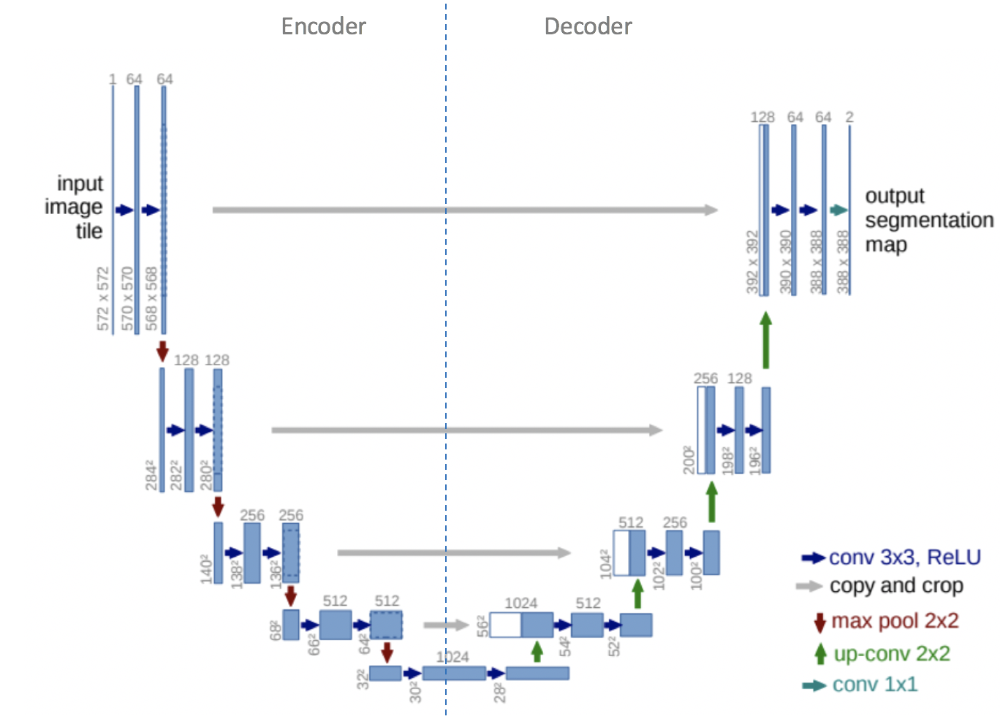 Encoder
Decoder
1 64 64
input
image
tile
572 x 572
570 x 570
568 x 568
128 128
284²
282²
280²
256 256
140²
138²
136²
512 512
68²
66²
64²
1024
32²
30²
28²
1024 512
56²
54²
52²
512 256
104²
102²
100²
256 128
200²
198²
196²
128 64 64 2
392 x 392
390 x 390
388 x 388
388 x 388
output
segmentation
map
conv 3x3, ReLU
copy and crop
max pool 2x2
up-conv 2x2
conv 1x1